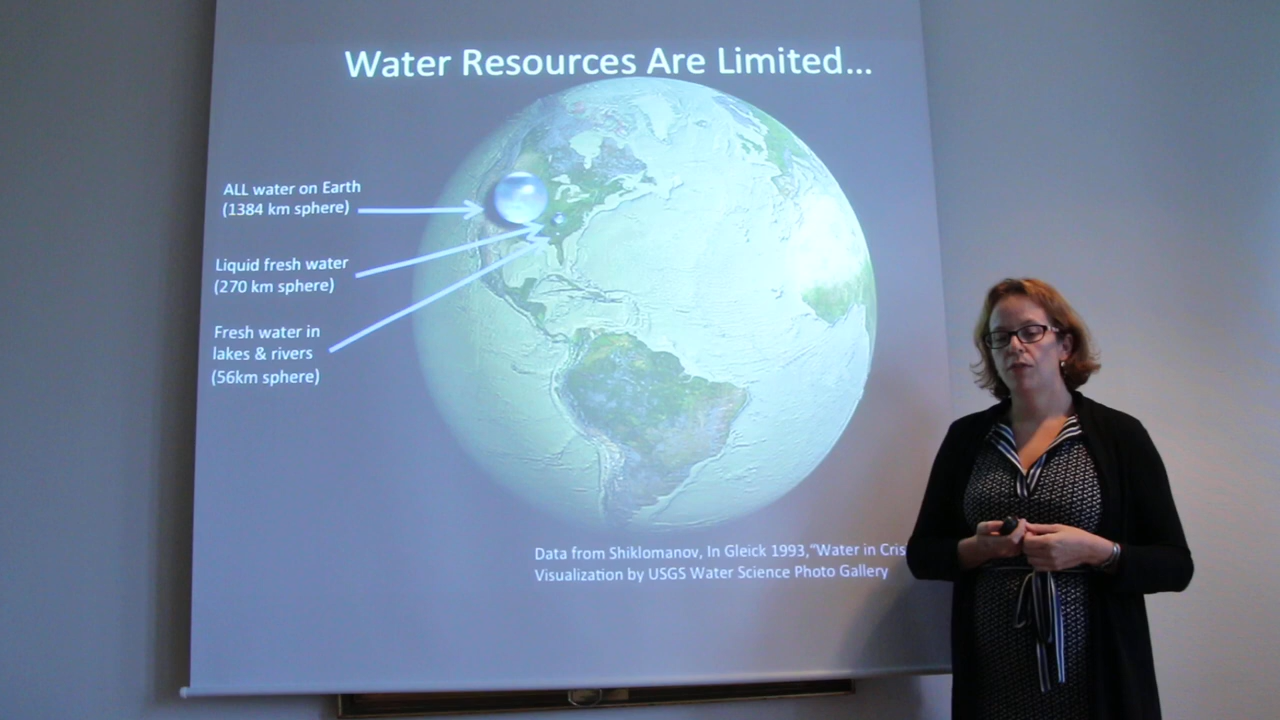 Water Resources Are Limited...
ALL water on Earth
(1384 km sphere)
Liquid fresh water
(270 km sphere)
Fresh water in
lakes & rivers
(56km sphere)
Data from Shiklomanov, In Gleick 1993,"Water in Cris
Visualization by USGS Water Science Photo Gallery